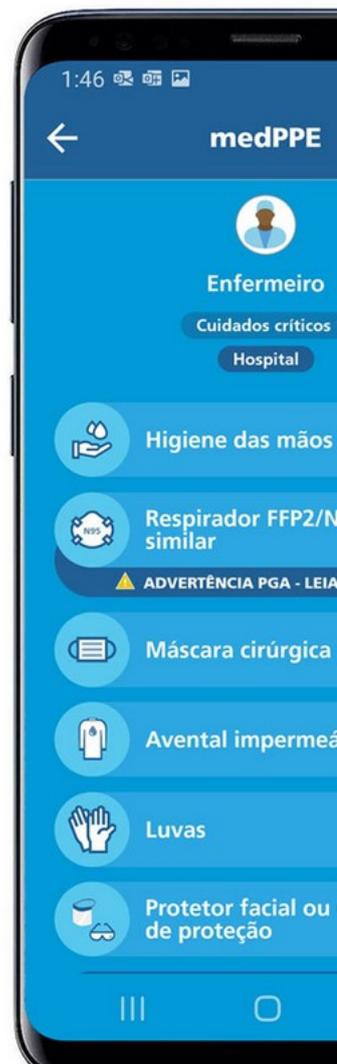 1:46
medPPE
Enfermeiro
Cuidados críticos
Hospital
Higiene das mãos
N95
Respirador FFP2/N
similar
ADVERTÊNCIA PGA - LEIA
Máscara cirúrgica
Avental impermeá
Luvas
Protetor facial ou
de proteção